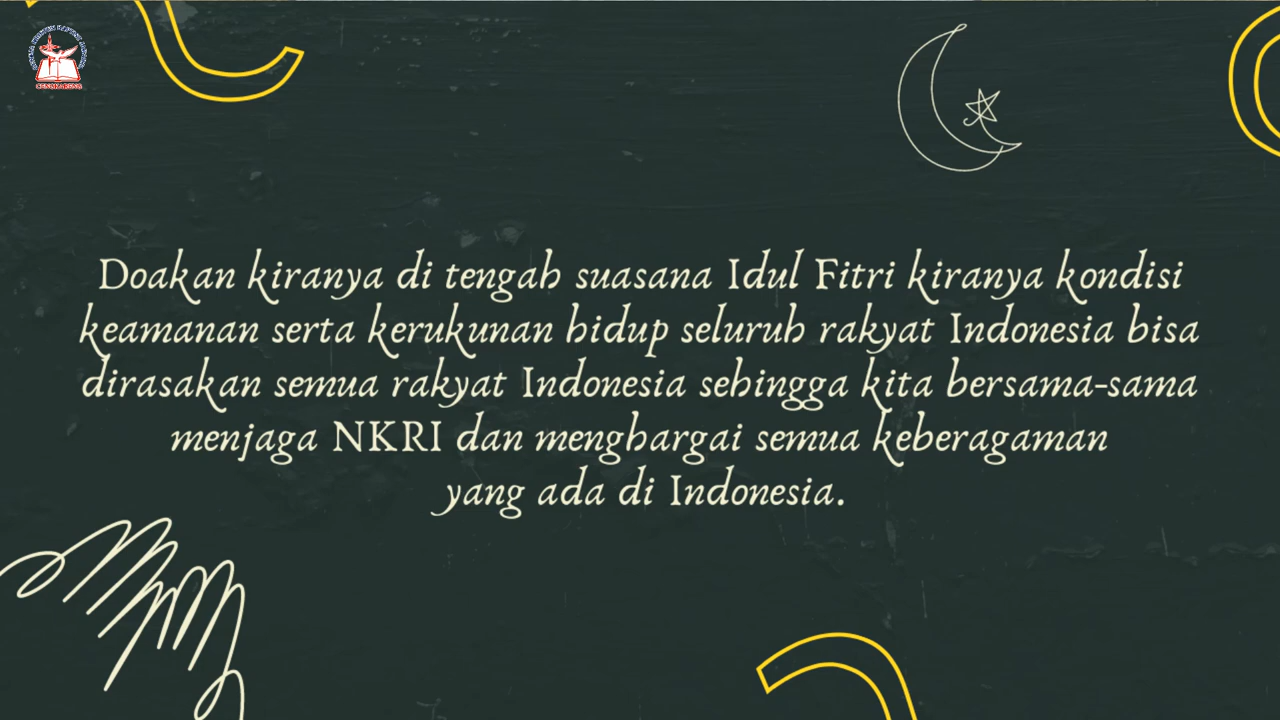 Doakan kiranya di tengah suasana Idul Fitri kiranya kondisi
keamanan serta kerukunan hidup seluruh rakyat Indonesia bisa
dirasakan semua rakyat Indonesia sehingga kita bersama-sama
menjaga NKRI dan menghargai semua keberagaman
yang ada di Indonesia.